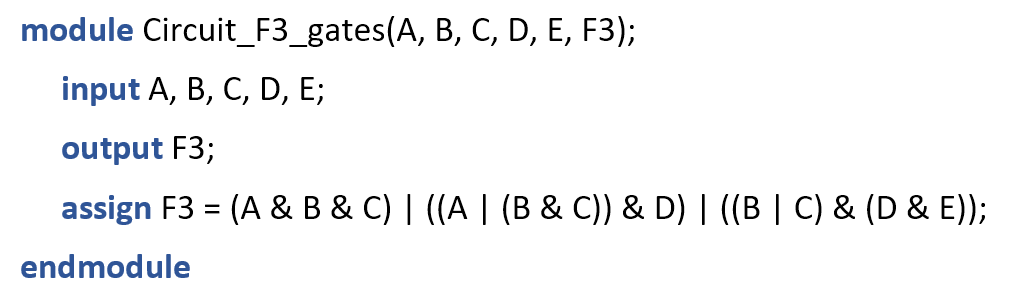 module Circuit_F3_gates(A, B, C, D, E, F3);
input A, B, C, D, E;
output F3;
assign F3 = (A & B & C) | ((A | (B & C)) & D) | ((B | C) & (D & E));
endmodule